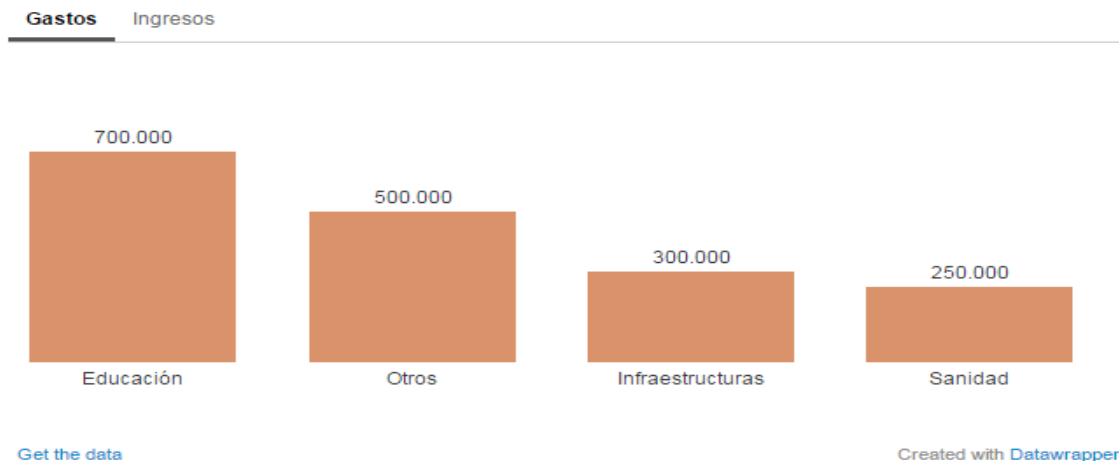 Gastos Ingresos
700.000
500.000
300.000
250.000
Educación Otros Infraestructuras Sanidad
Get the data Created with Datawrapper